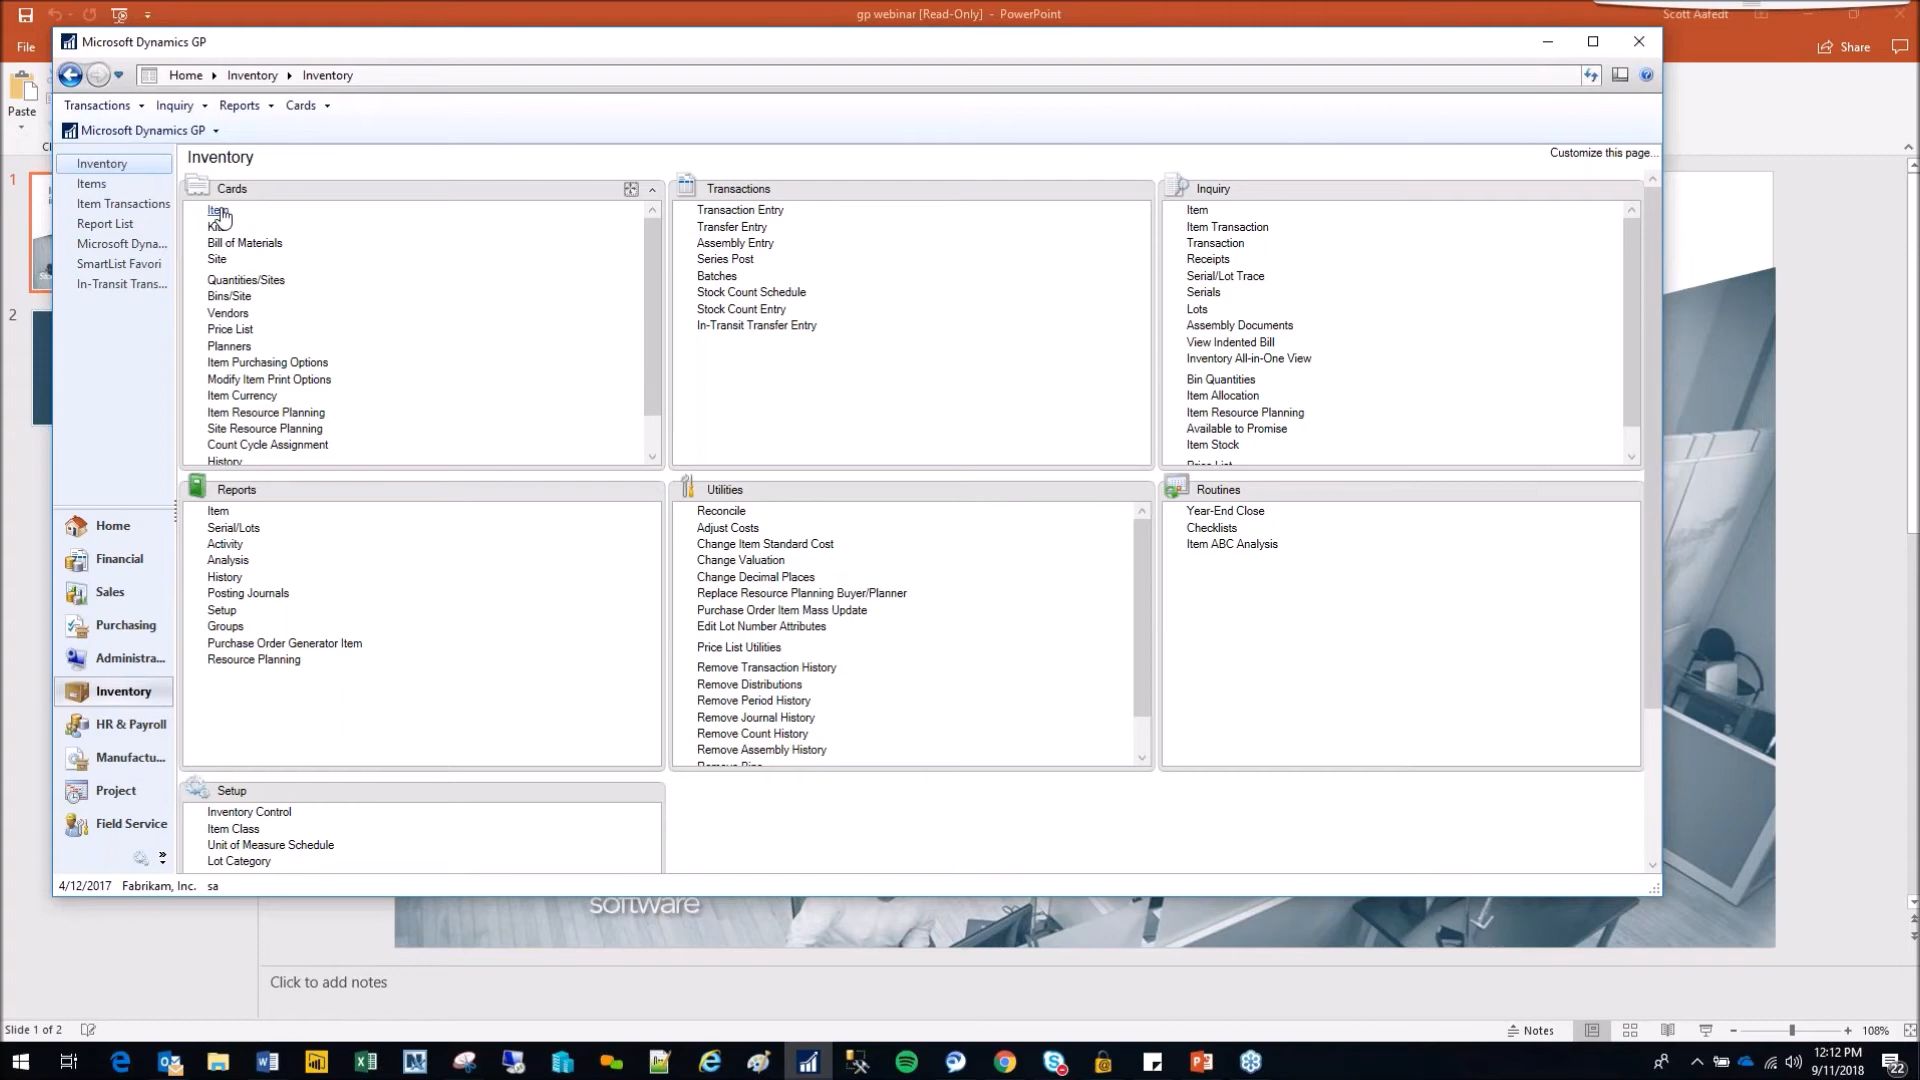 gp webinar [Read-Only] - PowerPoint
Scott Aafedt
File
Share
Paste
Microsoft Dynamics GP
Home
Inventory
Inventory
Transactions
Inquiry
Reports
Cards
Microsoft Dynamics GP
Inventory
Items
Item Transactions
Report List
Microsoft Dyna...
SmartList Favori
In-Transit Trans...
Home
Financial
Sales
Purchasing
Administra...
Inventory
HR & Payroll
Manufactu...
Project
Field Service
Inventory
Customize this page...
Cards
Item
Bill of Materials
Site
Quantities/Sites
Bins/Site
Vendors
Price List
Planners
Item Purchasing Options
Modify Item Print Options
Item Currency
Item Resource Planning
Site Resource Planning
Count Cycle Assignment
History
Transactions
Transaction Entry
Transfer Entry
Assembly Entry
Series Post
Batches
Stock Count Schedule
Stock Count Entry
In-Transit Transfer Entry
Inquiry
Item
Item Transaction
Transaction
Receipts
Serial/Lot Trace
Serials
Lots
Assembly Documents
View Indented Bill
Inventory All-in-One View
Bin Quantities
Item Allocation
Item Resource Planning
Available to Promise
Item Stock
Price List
Reports
Item
Serial/Lots
Activity
Analysis
History
Posting Journals
Setup
Groups
Purchase Order Generator Item
Resource Planning
Utilities
Reconcile
Adjust Costs
Change Item Standard Cost
Change Valuation
Change Decimal Places
Replace Resource Planning Buyer/Planner
Purchase Order Item Mass Update
Edit Lot Number Attributes
Price List Utilities
Remove Transaction History
Remove Distributions
Remove Period History
Remove Journal History
Remove Count History
Remove Assembly History
Remove Bins
Routines
Year-End Close
Checklists
Item ABC Analysis
Setup
Inventory Control
Item Class
Unit of Measure Schedule
Lot Category
4/12/2017 Fabrikam, Inc. sa
1
2
software
Click to add notes
Slide 1 of 2
Notes
108%
12:12 PM
9/11/2018
22